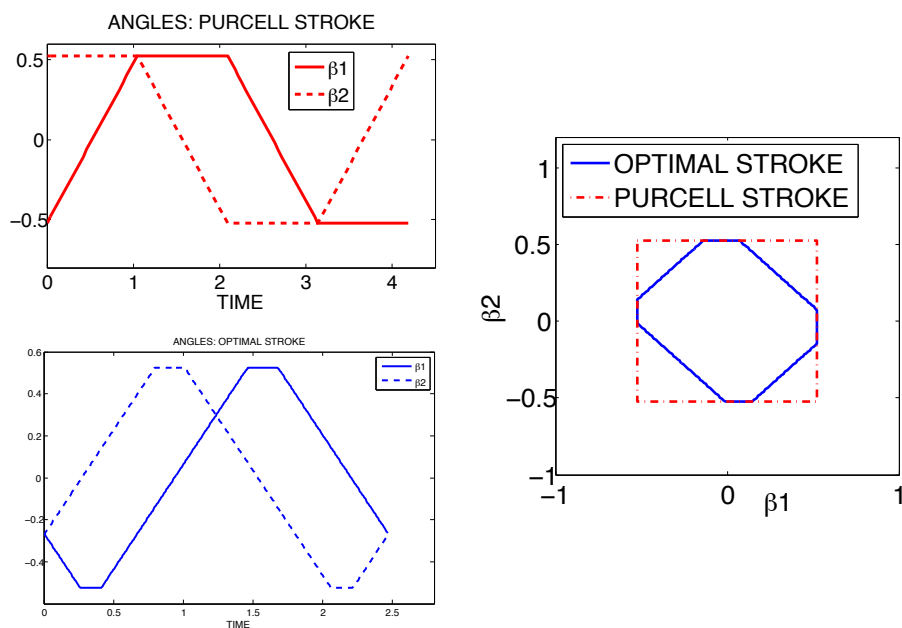 ANGLES: PURCELL STROKE
0.5
0
−0.5
β1
β2
0
1
2
3
4
TIME
ANGLES: OPTIMAL STROKE
0.6
0.4
0.2
0
−0.2
−0.4
β1
β2
0
0.5
1
1.5
2
2.5
TIME
OPTIMAL STROKE
PURCELL STROKE
1
0.5
0
−0.5
−1
β2
−1
0
1
β1